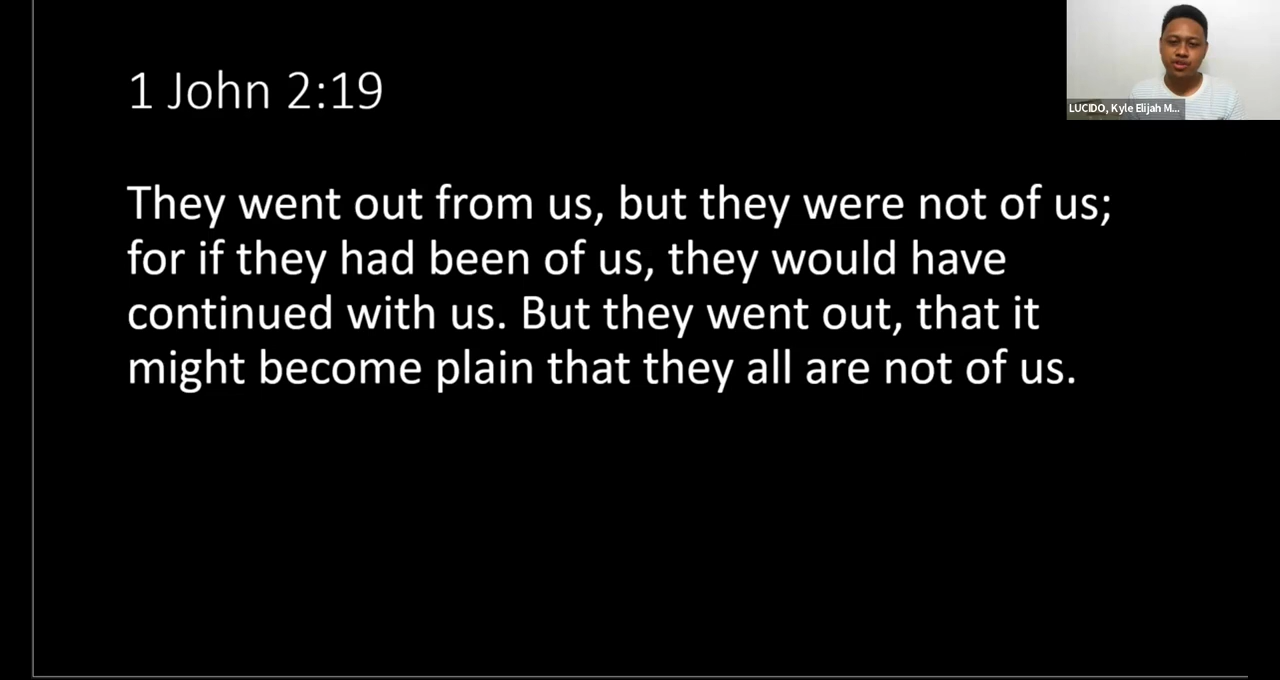 1 John 2:19
LUCIDO, Kyle Elijah M...
They went out from us, but they were not of us;
for if they had been of us, they would have
continued with us. But they went out, that it
might become plain that they all are not of us.